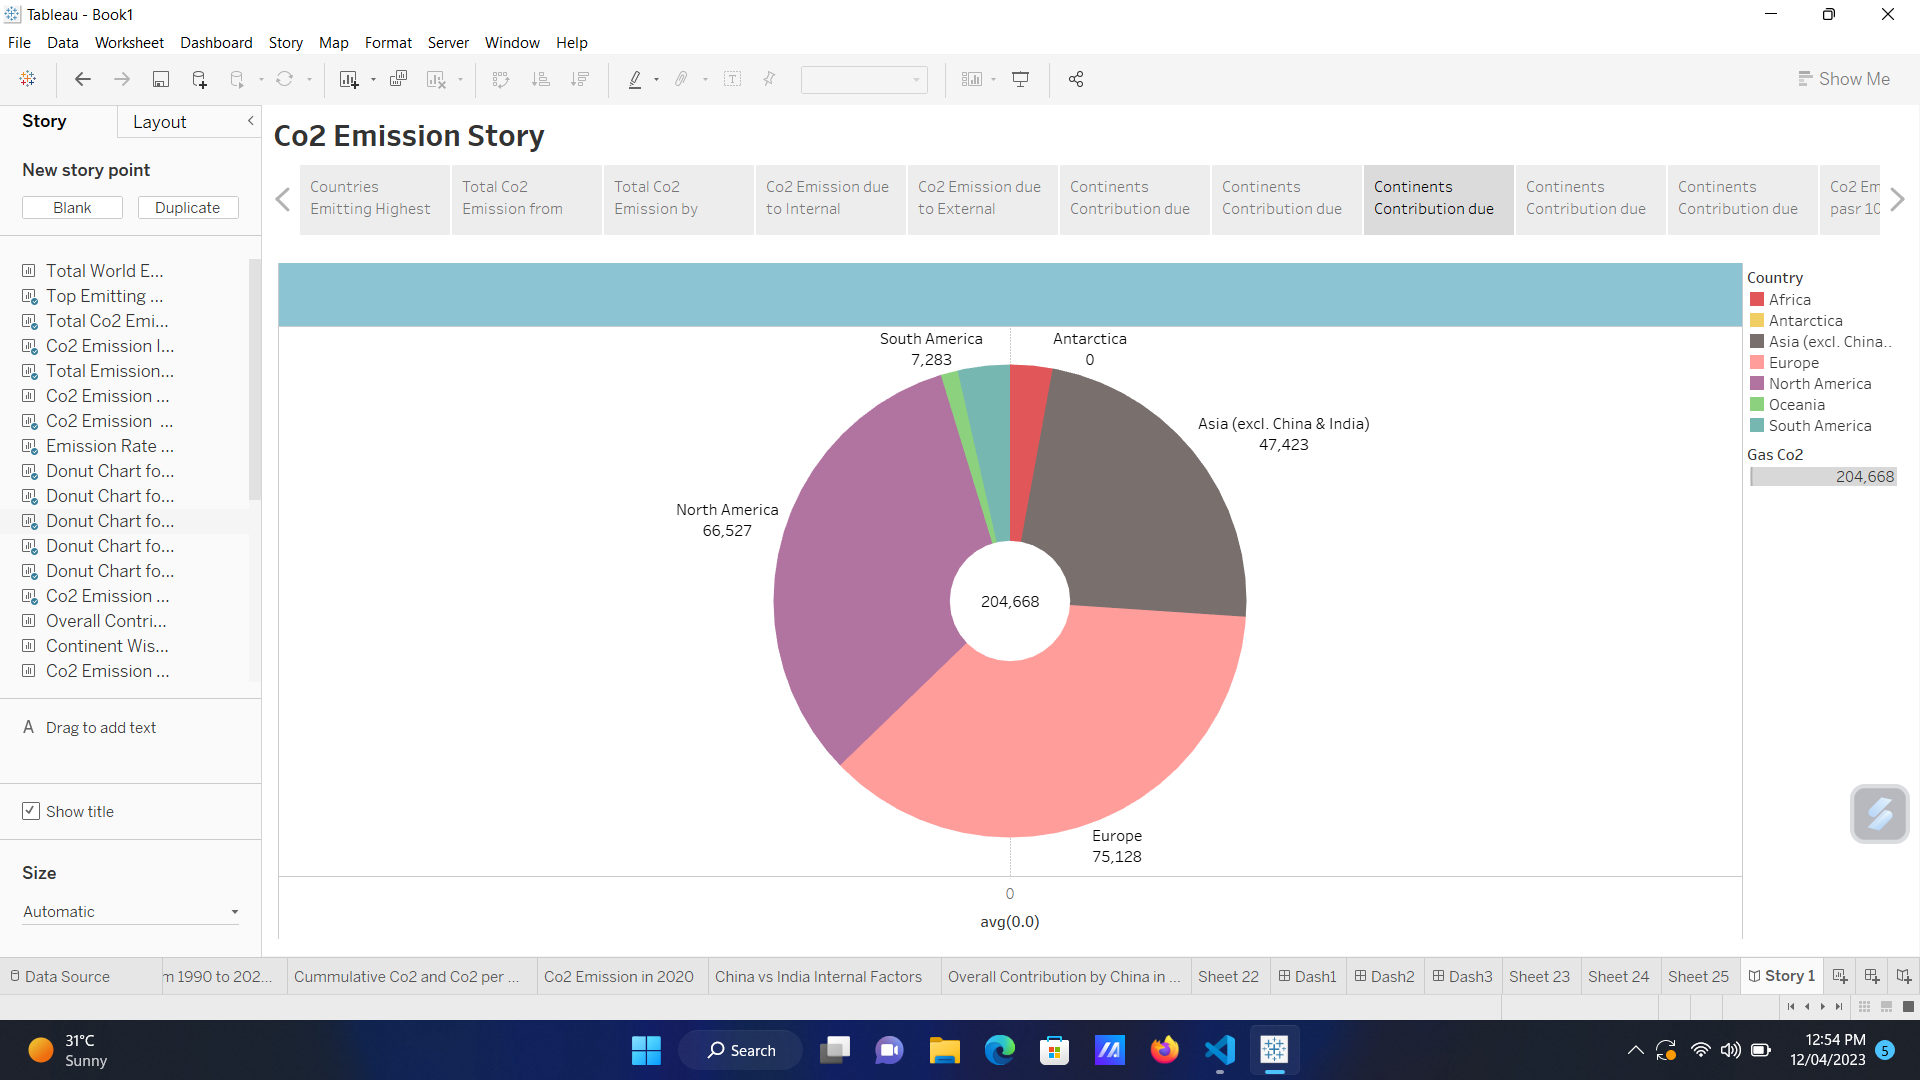 Tableau - Book1
File Data Worksheet Dashboard Story Map Format Server Window Help
Show Me
Story
Layout
New story point
Blank
Duplicate
Total World E...
Top Emitting ...
Total Co2 Emi...
Co2 Emission I...
Total Emission...
Co2 Emission ...
Co2 Emission ...
Emission Rate ...
Donut Chart fo...
Donut Chart fo...
Donut Chart fo...
Donut Chart fo...
Donut Chart fo...
Co2 Emission ...
Overall Contri...
Continent Wis...
Co2 Emission ...
A Drag to add text
Show title
Size
Automatic
Co2 Emission Story
Countries
Emitting Highest
Total Co2
Emission from
Total Co2
Emission by
Co2 Emission due
to Internal
Co2 Emission due
to External
Continents
Contribution due
Continents
Contribution due
Continents
Contribution due
Continents
Contribution due
Continents
Contribution due
Co2 Em
pasr 10
South America
7,283
Antarctica
0
Asia (excl. China & India)
47,423
North America
66,527
204,668
Europe
75,128
0
avg(0.0)
Country
Africa
Antarctica
Asia (excl. China..
Europe
North America
Oceania
South America
Gas Co2
204,668
Data Source
m 1990 to 202...
Cummulative Co2 and Co2 per ...
Co2 Emission in 2020
China vs India Internal Factors
Overall Contribution by China in ...
Sheet 22
Dash1
Dash2
Dash3
Sheet 23
Sheet 24
Sheet 25
Story 1
31°C
Sunny
Search
12:54 PM
12/04/2023
5